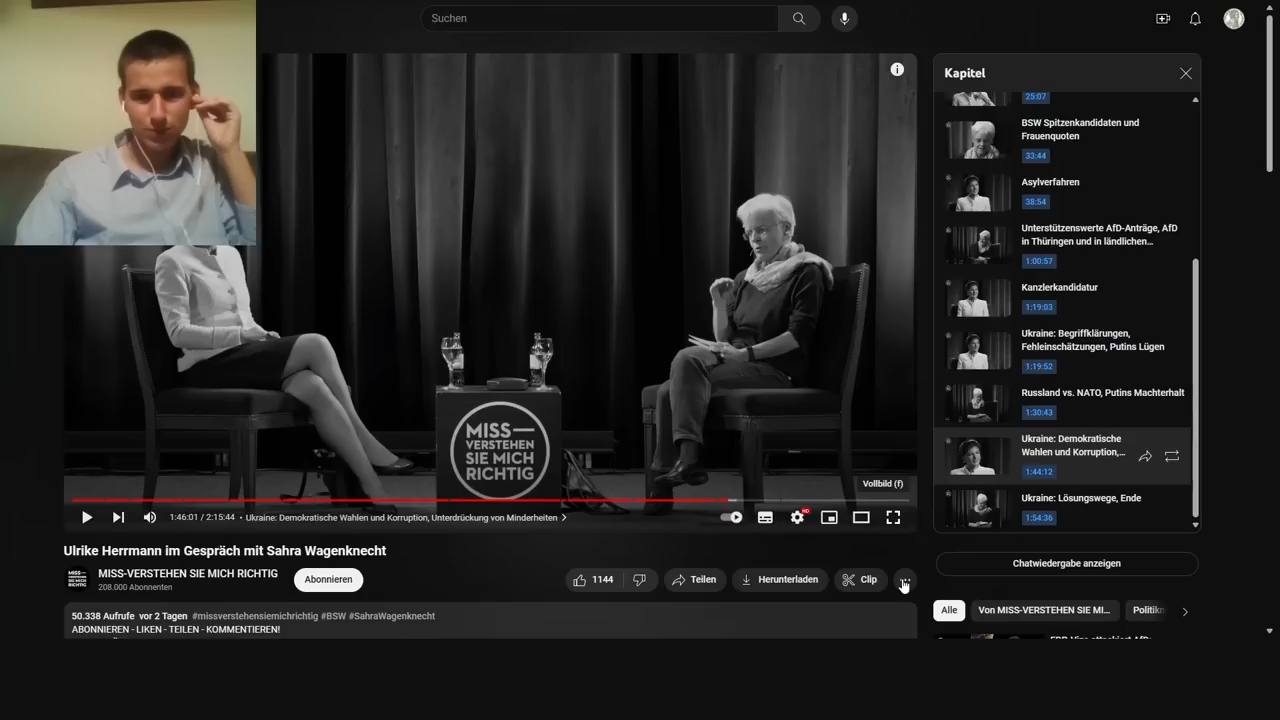 Suchen
MISS—
VERSTEHEN
SIE MICH
RICHTIG
Vollbild (f)
1:46:01 / 2:15:44 • Ukraine: Demokratische Wahlen und Korruption, Unterdrückung von Minderheiten
HD
Ulrike Herrmann im Gespräch mit Sahra Wagenknecht
MISS-VERSTEHEN SIE MICH RICHTIG
208.000 Abonnenten
Abonnieren
1144
Teilen
Herunterladen
Clip
50.338 Aufrufe vor 2 Tagen #missverstehensiemichrichtig #BSW #SahraWagenknecht
ABONNIEREN - LIKEN - TEILEN - KOMMENTIEREN!
Kapitel
25:07
BSW Spitzenkandidaten und
Frauenquoten
33:44
Asylverfahren
38:54
Unterstützenswerte AfD-Anträge, AfD
in Thüringen und in ländlichen...
1:00:57
Kanzlerkandidatur
1:19:03
Ukraine: Begriffklärungen,
Fehleinschätzungen, Putins Lügen
1:19:52
Russland vs. NATO, Putins Machterhalt
1:30:43
Ukraine: Demokratische
Wahlen und Korruption,...
1:44:12
Ukraine: Lösungswege, Ende
1:54:36
Chatwiedergabe anzeigen
Alle
Von MISS-VERSTEHEN SIE MI...
Politikn